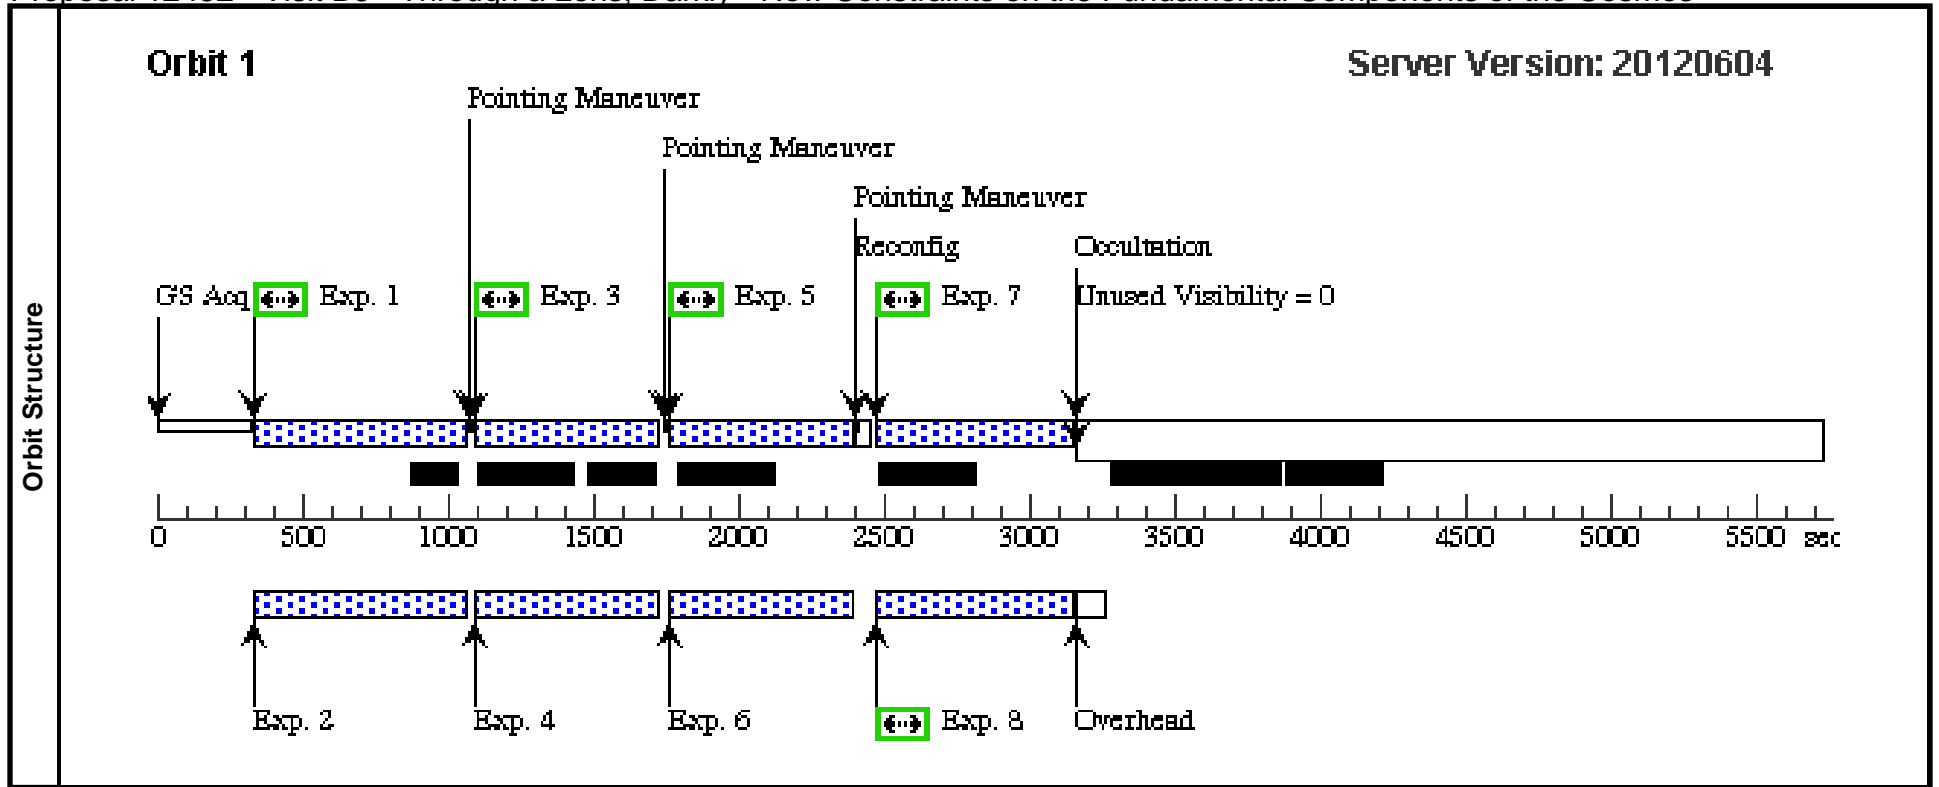 Orbit Structure
Orbit 1
Server Version: 20120604
Pointing Maneuver
Pointing Maneuver
Pointing Maneuver
Reconfig
Occultation
GS Acq
Exp. 1
Exp. 3
Exp. 5
Exp. 7
Unused Visibility = 0
0 500 1000 1500 2000 2500 3000 3500 4000 4500 5000 5500 sec
Exp. 2
Exp. 4
Exp. 6
Exp. 8
Overhead